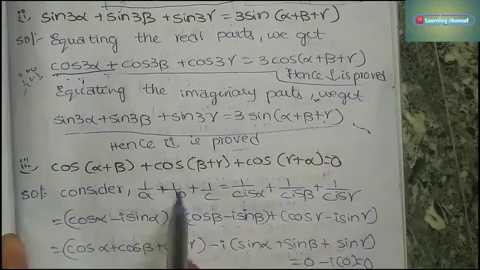 ii, sin3α + sin3β + sin3γ = 3sin (α+β+γ)
Learning channel
sol:- Equating the real parts, we get
cos3α + cos3β + cos3γ = 3cos(α+β+γ)
Hence i is proved
Equating the imaginary parts, we get
sin3α + sin3β + sin3γ = 3 sin(α+β+γ)
Hence ii is proved
iii, cos (α+β) + cos (β+γ) + cos (γ+α)=0
sol: consider, 1/a + 1/b + 1/c = 1/cisα + 1/cisβ + 1/cisγ
= (cosα - isinα) (cosβ - isinβ) + (cosγ - isinγ)
= (cosα + cosβ + γ) - i (sinα + sinβ + sinγ)
= 0 - i(0) = 0